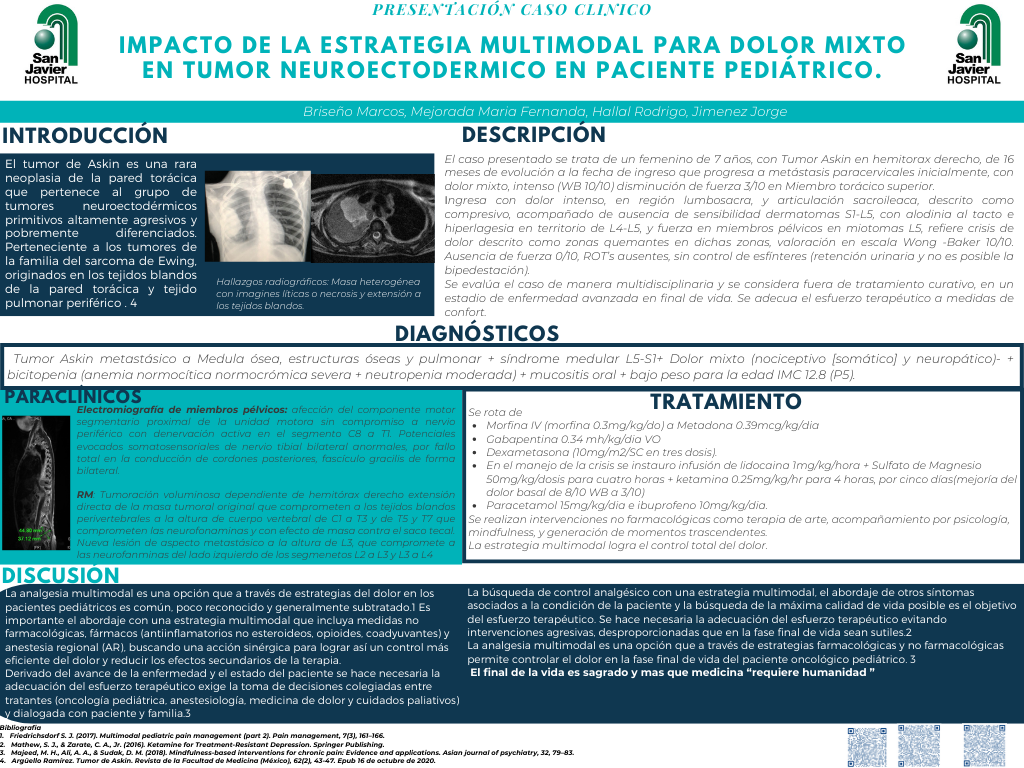 PRESENTACIÓN CASO CLINICO
San
Javier
HOSPITAL
IMPACTO DE LA ESTRATEGIA MULTIMODAL PARA DOLOR MIXTO
EN TUMOR NEUROECTODERMICO EN PACIENTE PEDIÁTRICO.
San
Javier
HOSPITAL
Briseño Marcos, Mejorada Maria Fernanda, Hallal Rodrigo, Jimenez Jorge
INTRODUCCIÓN
El tumor de Askin es una rara
neoplasia de la pared torácica
que pertenece al grupo de
tumores neuroectodérmicos
primitivos altamente agresivos y
pobremente diferenciados.
Perteneciente a los tumores de
la familia del sarcoma de Ewing,
originados en los tejidos blandos
de la pared torácica y tejido
pulmonar periférico . 4
Hallazgos radiográficos: Masa heterogénea
con imagines líticas o necrosis y extensión a
los tejidos blandos.
DESCRIPCIÓN
El caso presentado se trata de un femenino de 7 años, con Tumor Askin en hemitorax derecho, de 16
meses de evolución a la fecha de ingreso que progresa a metástasis paracervicales inicialmente, con
dolor mixto, intenso (WB 10/10) disminución de fuerza 3/10 en Miembro torácico superior.
Ingresa con dolor intenso, en región lumbosacra, y articulación sacroileaca, descrito como
compresivo, acompañado de ausencia de sensibilidad dermatomas S1-L5, con alodinia al tacto e
hiperlagesia en territorio de L4-L5, y fuerza en miembros pélvicos en miotomas L5, refiere crisis de
dolor descrito como zonas quemantes en dichas zonas, valoración en escala Wong -Baker 10/10.
Ausencia de fuerza 0/10, ROT's ausentes, sin control de esfínteres (retención urinaria y no es posible la
bipedestación).
Se evalúa el caso de manera multidisciplinaria y se considera fuera de tratamiento curativo, en un
estadio de enfermedad avanzada en final de vida. Se adecua el esfuerzo terapéutico a medidas de
confort.
DIAGNÓSTICOS
Tumor Askin metastásico a Medula ósea, estructuras óseas y pulmonar + síndrome medular L5-S1+ Dolor mixto (nociceptivo [somático] y neuropático)- +
bicitopenia (anemia normocítica normocrómica severa + neutropenia moderada) + mucositis oral + bajo peso para la edad IMC 12.8 (P5).
PARACLÍNICOS
44.80 mm
37.12 mm
Electromiografía de miembros pélvicos: afección del componente motor
segmentario proximal de la unidad motora sin compromiso a nervio
periférico con denervación activa en el segmento C8 a T1. Potenciales
evocados somatosensoriales de nervio tibial bilateral anormales, por fallo
total en la conducción de cordones posteriores, fascículo gracilis de forma
bilateral.
RM: Tumoración voluminosa dependiente de hemitórax derecho extensión
directa de la masa tumoral original que comprometen a los tejidos blandos
perivertebrales a la altura de cuerpo vertebral de C1 a T3 y de T5 y T7 que
comprometen las neuroforaminas y con efecto de masa contra el saco tecal.
Nueva lesión de aspecto metastásico a la altura de L3, que compromete a
las neurofanminas del lado izquierdo de los segmenetos L2 a L3 y L3 a L4
TRATAMIENTO
Se rota de
• Morfina IV (morfina 0.3mg/kg/do) a Metadona 0.39mcg/kg/dia
• Gabapentina 0.34 mh/kg/dia VO
• Dexametasona (10mg/m2/SC en tres dosis).
• En el manejo de la crisis se instauro infusión de lidocaina 1mg/kg/hora + Sulfato de Magnesio
50mg/kg/dosis para cuatro horas + ketamina 0.25mg/kg/hr para 4 horas, por cinco días(mejoria del
dolor basal de 8/10 WB a 3/10)
• Paracetamol 15mg/kg/dia e ibuprofeno 10mg/kg/dia.
Se realizan intervenciones no farmacológicas como terapia de arte, acompañamiento por psicología,
mindfulness, y generación de momentos trascendentes.
La estrategia multimodal logra el control total del dolor.
DISCUSIÓN
La analgesia multimodal es una opción que a través de estrategias del dolor en los
pacientes pediátricos es común, poco reconocido y generalmente subtratado.1 Es
importante el abordaje con una estrategia multimodal que incluya medidas no
farmacológicas, fármacos (antiinflamatorios no esteroideos, opioides, coadyuvantes) y
anestesia regional (AR), buscando una acción sinérgica para lograr así un control más
eficiente del dolor y reducir los efectos secundarios de la terapia.
Derivado del avance de la enfermedad y el estado del paciente se hace necesaria la
adecuación del esfuerzo terapéutico exige la toma de decisiones colegiadas entre
tratantes (oncología pediátrica, anestesiología, medicina de dolor y cuidados paliativos)
y dialogada con paciente y familia.3
La búsqueda de control analgésico con una estrategia multimodal, el abordaje de otros síntomas
asociados a la condición de la paciente y la búsqueda de la máxima calidad de vida posible es el objetivo
del esfuerzo terapéutico. Se hace necesaria la adecuación del esfuerzo terapéutico evitando
intervenciones agresivas, desproporcionadas que en la fase final de vida sean sutiles.2
La analgesia multimodal es una opción que a través de estrategias farmacológicas y no farmacológicas
permite controlar el dolor en la fase final de vida del paciente oncológico pediátrico. 3
El final de la vida es sagrado y mas que medicina “requiere humanidad ”
Bibliografía
1. Friedrichsdorf S. J. (2017). Multimodal pediatric pain management (part 2). Pain management, 7(3), 161–166.
2. Mathew, S. J., & Zarate, C. A., Jr. (2016). Ketamine for Treatment-Resistant Depression. Springer Publishing.
3. Majeed, M. H., Ali, A. A., & Sudak, D. M. (2018). Mindfulness-based interventions for chronic pain: Evidence and applications. Asian journal of psychiatry, 32, 79–83.
4. Argüello Ramírez. Tumor de Askin. Revista de la Facultad de Medicina (México), 62(2), 43-47. Epub 16 de octubre de 2020.